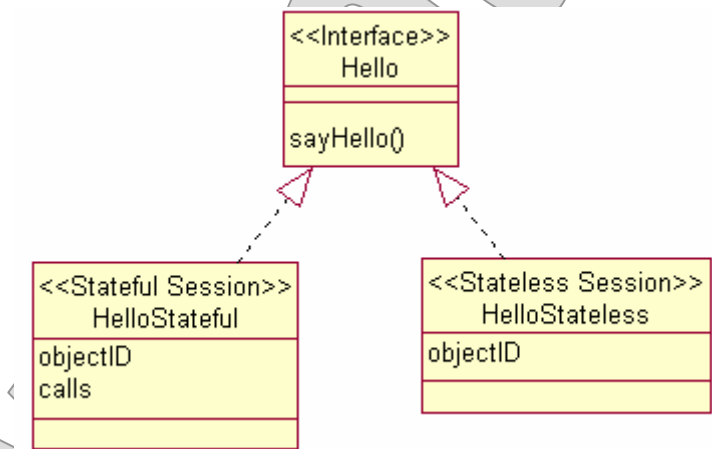 <<Interface>>
Hello
sayHello()
<<Stateful Session>>
HelloStateful
objectID
calls
<<Stateless Session>>
HelloStateless
objectID